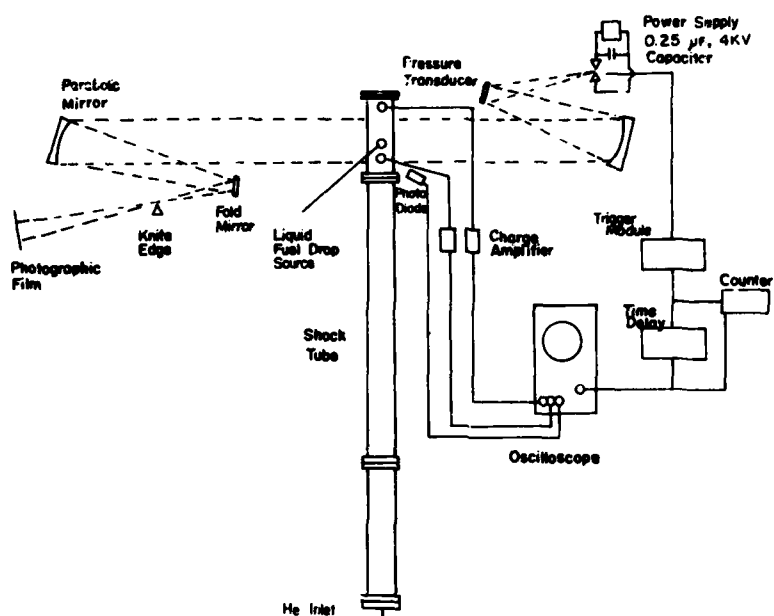 Power Supply
0.25 µF, 4KV
Capacitor
Pressure
Transducer
Parabolic
Mirror
Photo
Diode
Fold
Mirror
Knife
Edge
Liquid
Fuel Drop
Source
Charge
Amplifier
Trigger
Module
Photographic
Film
Counter
Time
Delay
Shock
Tube
Oscilloscope
He Inlet